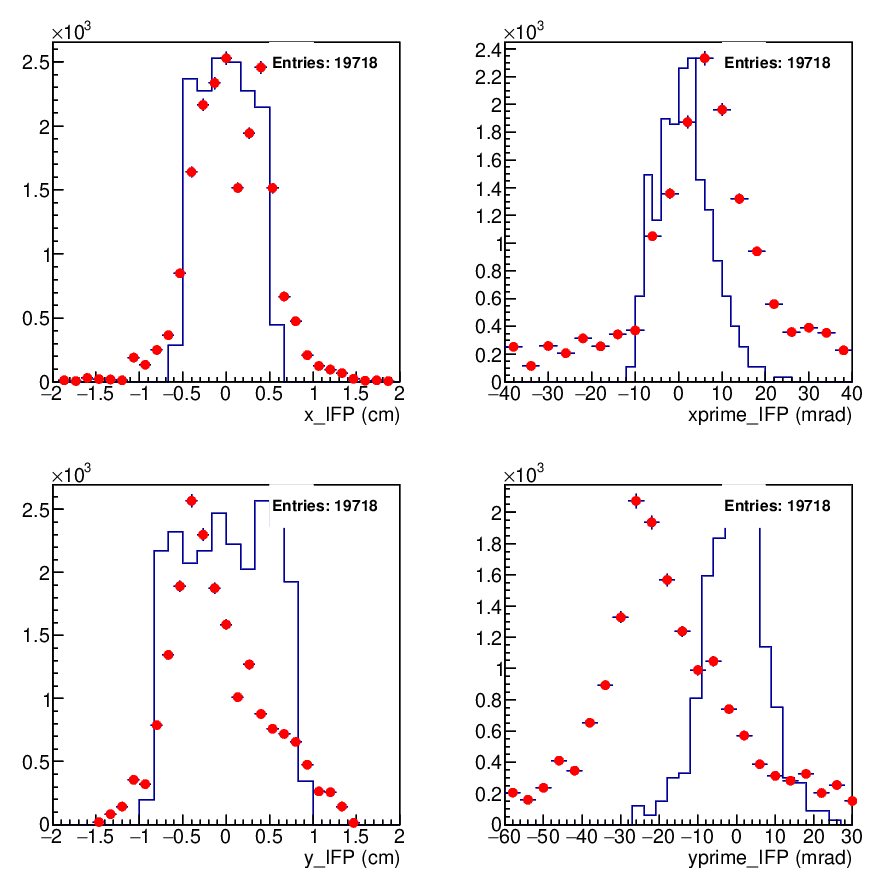 ×10³ ×10³
Entries: 19718 Entries: 19718
2.5 2 1.5 1 0.5 0
2.4 2.2 2 1.8 1.6 1.4 1.2 1 0.8 0.6 0.4 0.2 0
−2 −1.5 −1 −0.5 0 0.5 1 1.5 2
−40 −30 −20 −10 0 10 20 30 40
x_IFP (cm) xprime_IFP (mrad)
×10³ ×10³
Entries: 19718 Entries: 19718
2.5 2 1.5 1 0.5 0
2 1.8 1.6 1.4 1.2 1 0.8 0.6 0.4 0.2 0
−2 −1.5 −1 −0.5 0 0.5 1 1.5 2
−60 −50 −40 −30 −20 −10 0 10 20 30
y_IFP (cm) yprime_IFP (mrad)